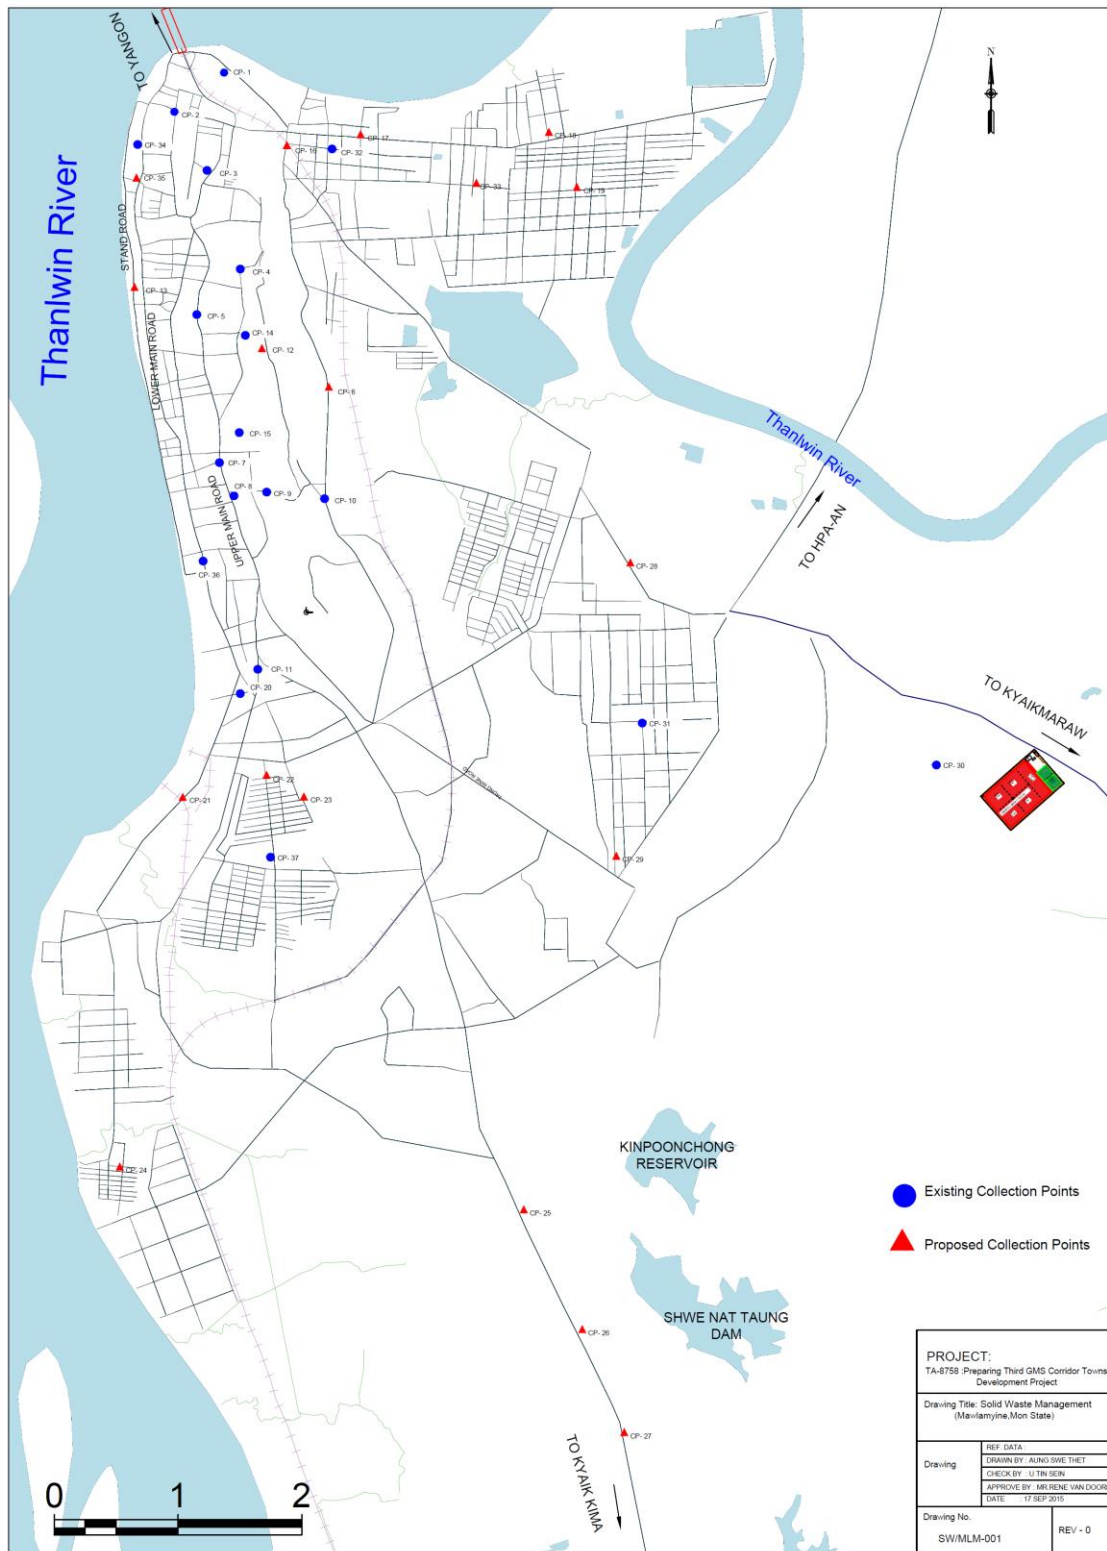 TO YANGON
N
CP- 1
CP- 2
CP- 34
CP- 17
CP- 18
CP- 16
CP- 32
CP- 3
CP- 35
CP- 33
CP- 19
Thanlwin River
STAND ROAD
CP- 4
CP- 13
CP- 5
LOWER MAIN ROAD
CP- 14
CP- 12
CP- 6
Thanlwin River
CP- 15
CP- 7
CP- 8
CP- 9
CP- 10
UPPER MAIN ROAD
TO HPA-AN
CP- 36
CP- 28
CP- 11
CP- 20
TO KYAIKMARAW
CP- 31
CP- 30
CP- 22
CP- 21
CP- 23
CP- 37
CP- 29
KINPOONCHONG
RESERVOIR
CP- 24
Existing Collection Points
CP- 25
Proposed Collection Points
SHWE NAT TAUNG
DAM
CP- 26
CP- 27
TO KYAIK KIMA
0 1 2
PROJECT:
TA-8758 :Preparing Third GMS Corridor Towns
Development Project
Drawing Title: Solid Waste Management
(Mawlamyine,Mon State)
Drawing
REF. DATA :
DRAWN BY : AUNG SWE THET
CHECK BY : U TIN SEIN
APPROVE BY : MR.RENE VAN DOOR
DATE : 17 SEP 2015
Drawing No.
SW/MLM-001
REV - 0